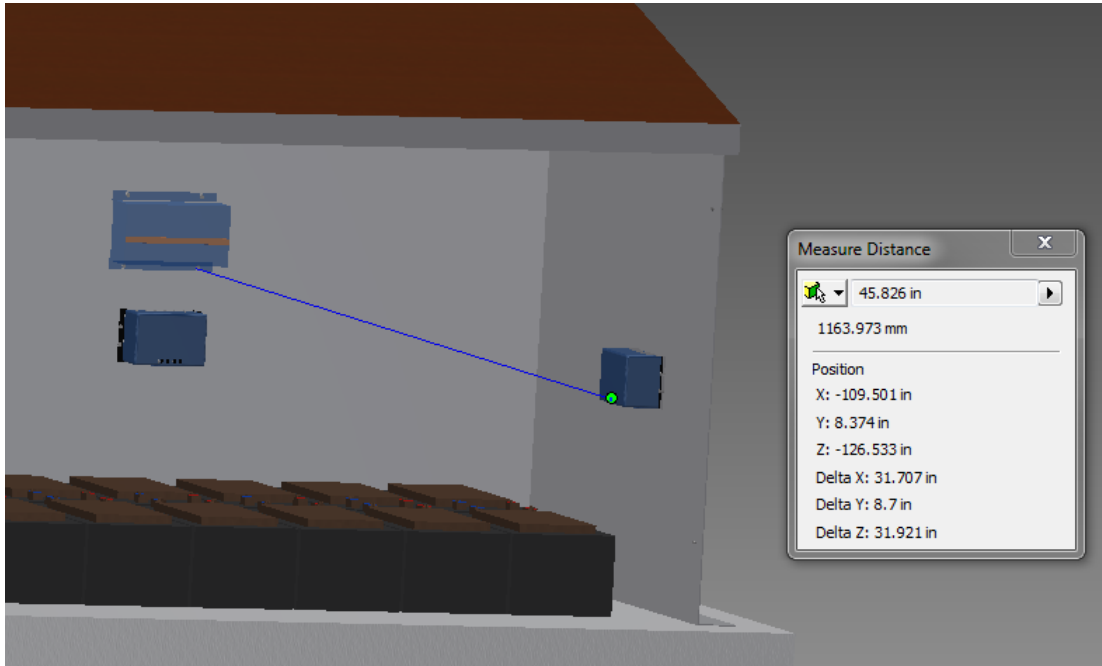 Measure Distance
45.826 in
1163.973 mm
Position
X: -109.501 in
Y: 8.374 in
Z: -126.533 in
Delta X: 31.707 in
Delta Y: 8.7 in
Delta Z: 31.921 in